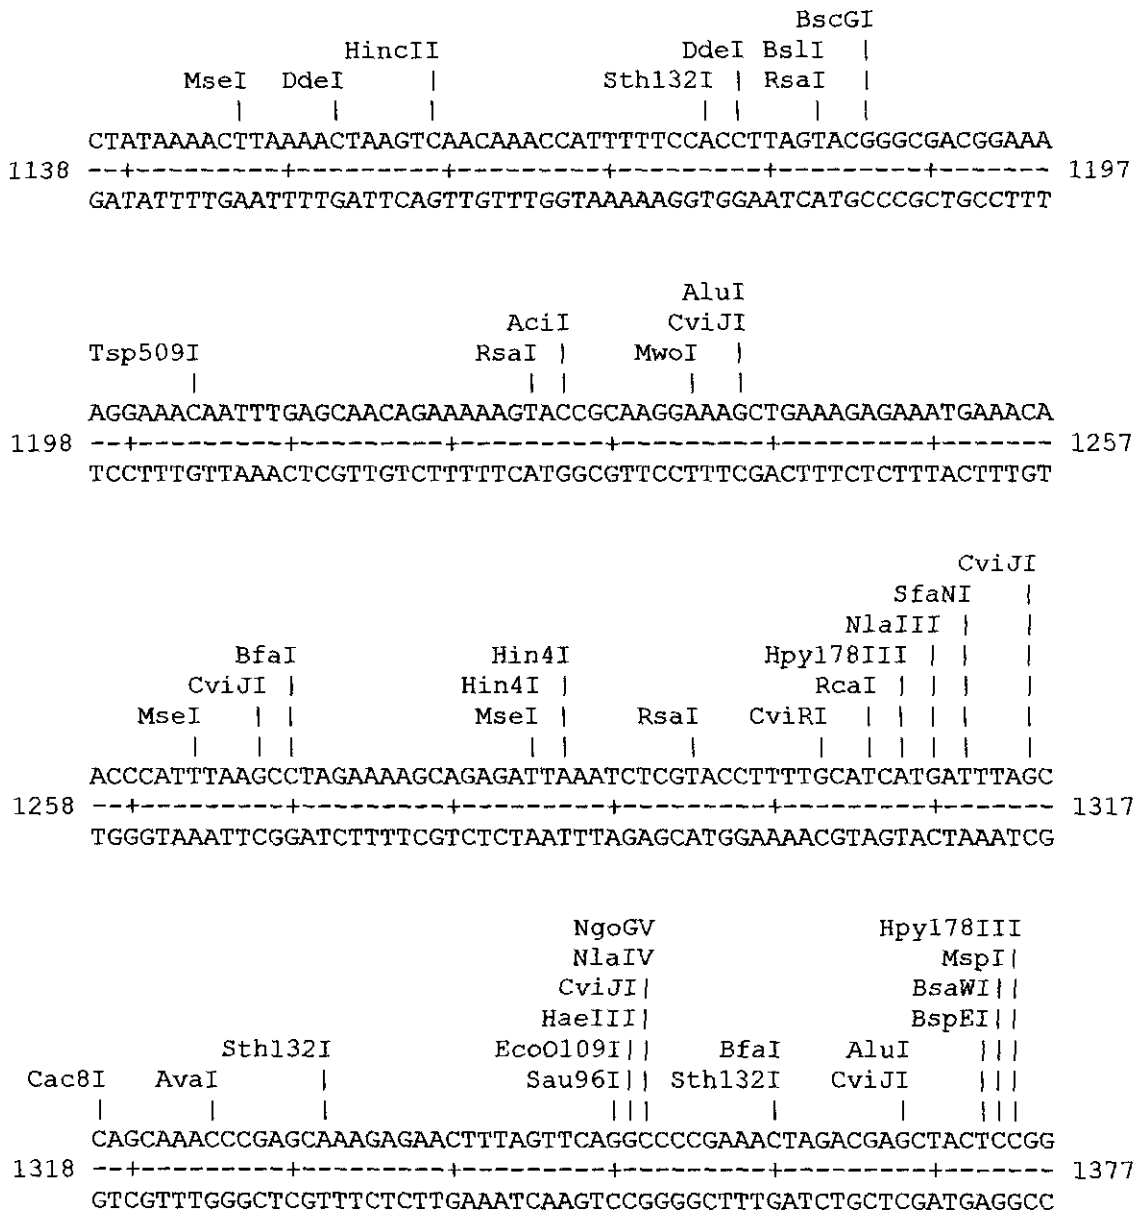 BscGI
HincII DdeI BslI
MseI DdeI Sth132I RsaI
CTATAAAACTTAAAACTAAGTCAACAAACCATTTTTTCCACCTTAGTACGGGCGACGGAAA
1138 --+---------+---------+---------+---------+---------+------- 1197
GATATTTTGAATTTTGATTCAGTTGTTTGGTAAAAAGGTGGAATCATGCCCGCTGCCTTT
AluI
AciI CviJI
Tsp509I RsaI MwoI
AGGAAACAATTTGAGCAACAGAAAAAGTACCGCAAGGAAAGCTGAAAGAGAAATGAAACA
1198 --+---------+---------+---------+---------+---------+------- 1257
TCCTTTGTTAAACTCGTTGTCTTTTTCATGGCGTTCCTTTCGACTTTCTCTTTACTTTGT
CviJI
SfaNI
NlaIII
BfaI Hin4I Hpy178III
CviJI Hin4I RcaI
MseI MseI RsaI CviRI
ACCCATTTAAGCCTAGAAAAGCAGAGATTAAATCTCGTACCTTTTGCATCATGATTTAGC
1258 --+---------+---------+---------+---------+---------+------- 1317
TGGGTAAATTCGGATCTTTTCGTCTCTAATTTAGAGCATGGAAAACGTAGTACTAAATCG
NgoGV Hpy178III
NlaIV MspI
CviJI BsaWI
HaeIII BspEI
Sth132I EcoO109I BfaI AluI
Cac8I AvaI Sau96I Sth132I CviJI
CAGCAAACCCGAGCAAAGAGAACTTTAGTTCAGGCCCCGAAACTAGACGAGCTACTCCGG
1318 --+---------+---------+---------+---------+---------+------- 1377
GTCGTTTGGGCTCGTTTCTCTTGAAATCAAGTCCGGGGCTTTGATCTGCTCGATGAGGCC